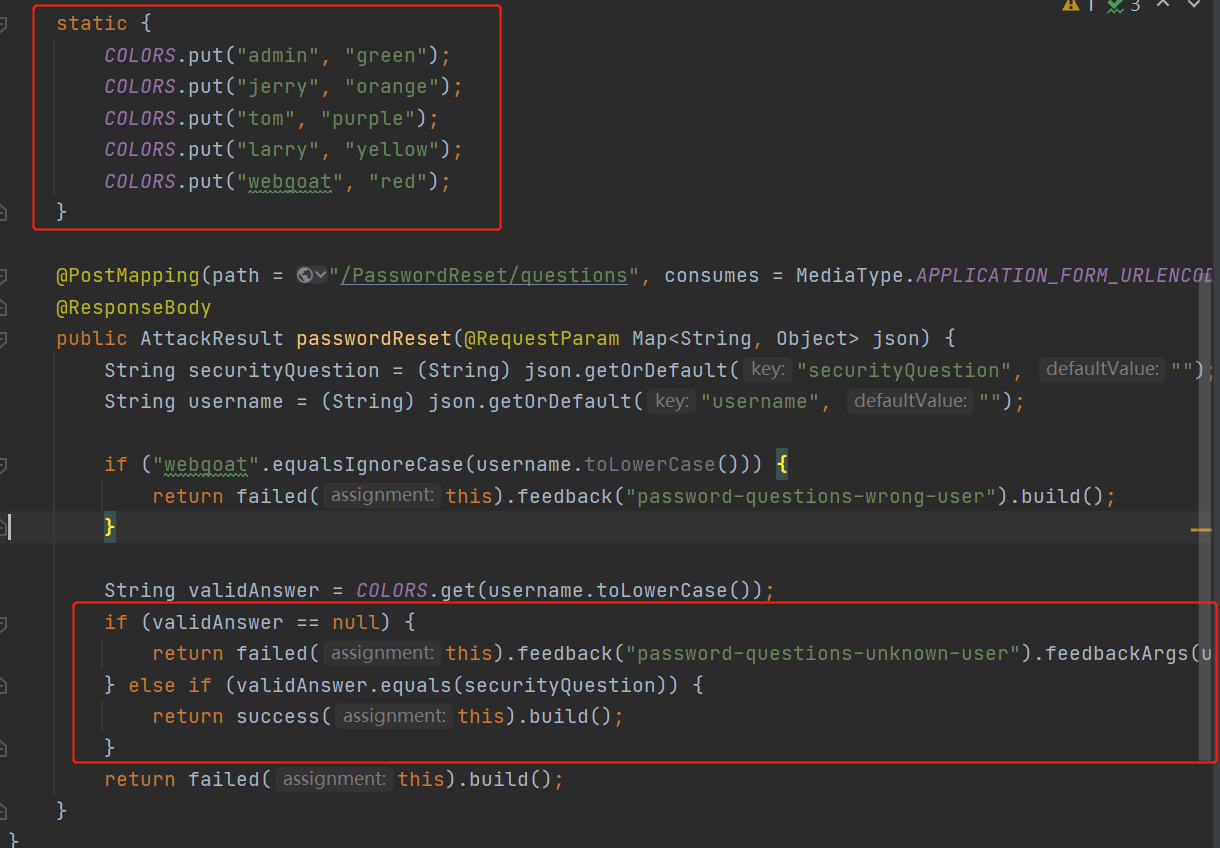 1 3
static {
COLORS.put("admin", "green");
COLORS.put("jerry", "orange");
COLORS.put("tom", "purple");
COLORS.put("larry", "yellow");
COLORS.put("webgoat", "red");
}
@PostMapping(path = "/PasswordReset/questions", consumes = MediaType.APPLICATION_FORM_URLENCOD
@ResponseBody
public AttackResult passwordReset(@RequestParam Map<String, Object> json) {
String securityQuestion = (String) json.getOrDefault( key: "securityQuestion", defaultValue: "");
String username = (String) json.getOrDefault( key: "username", defaultValue: "");
if ("webgoat".equalsIgnoreCase(username.toLowerCase())) {
return failed( assignment: this).feedback("password-questions-wrong-user").build();
}
String validAnswer = COLORS.get(username.toLowerCase());
if (validAnswer == null) {
return failed( assignment: this).feedback("password-questions-unknown-user").feedbackArgs(u
} else if (validAnswer.equals(securityQuestion)) {
return success( assignment: this).build();
}
return failed( assignment: this).build();
}
}